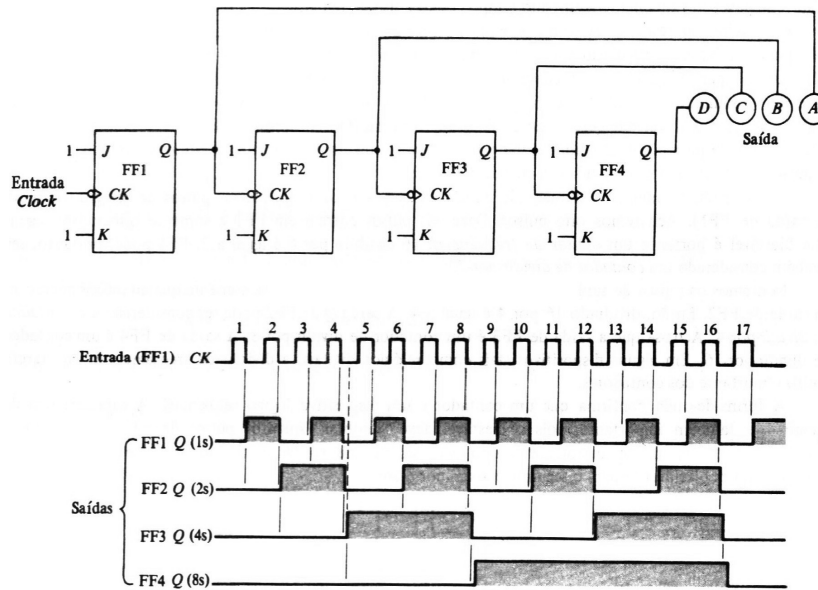 D C B A
Saída
1 J Q 1 J Q 1 J Q 1 J Q
FF1 FF2 FF3 FF4
Entrada
Clock CK CK CK CK
1 K 1 K 1 K 1 K
1 2 3 4 5 6 7 8 9 10 11 12 13 14 15 16 17
Entrada (FF1) CK
FF1 Q (1s)
FF2 Q (2s)
Saídas
FF3 Q (4s)
FF4 Q (8s)